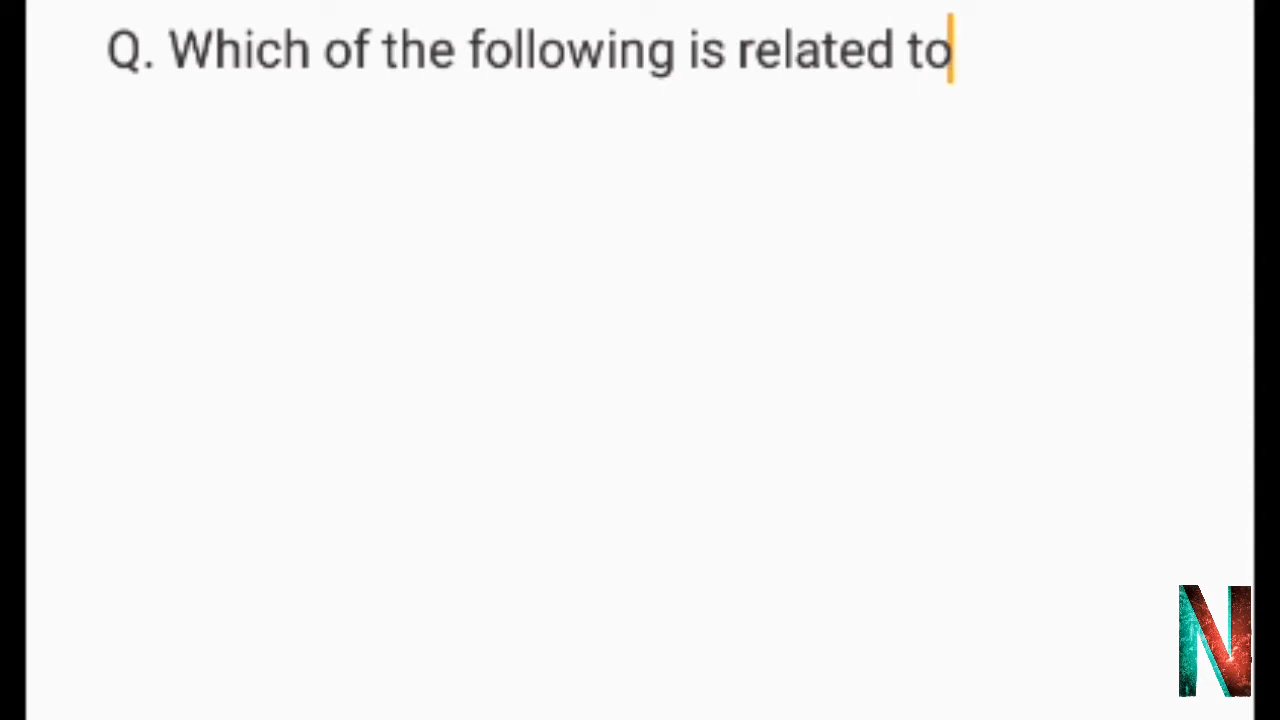 Q. Which of the following is related to
N